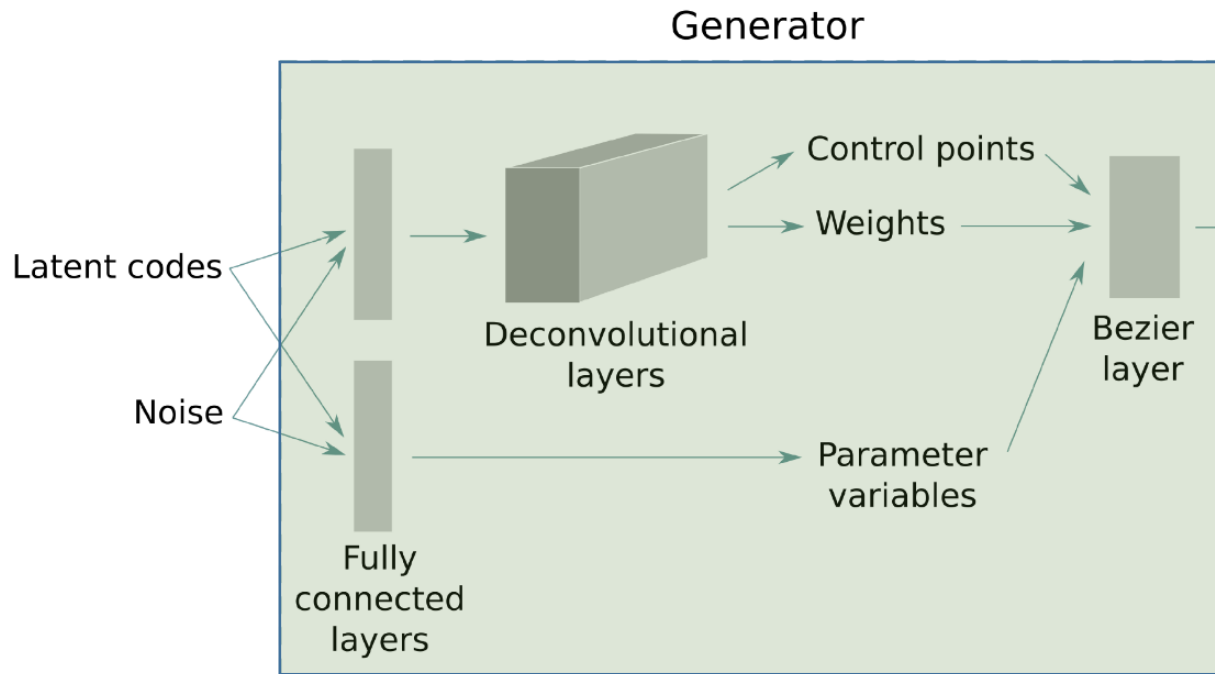 Generator
Control points
Weights
Latent codes
Deconvolutional
layers
Bezier
layer
Noise
Parameter
variables
Fully
connected
layers